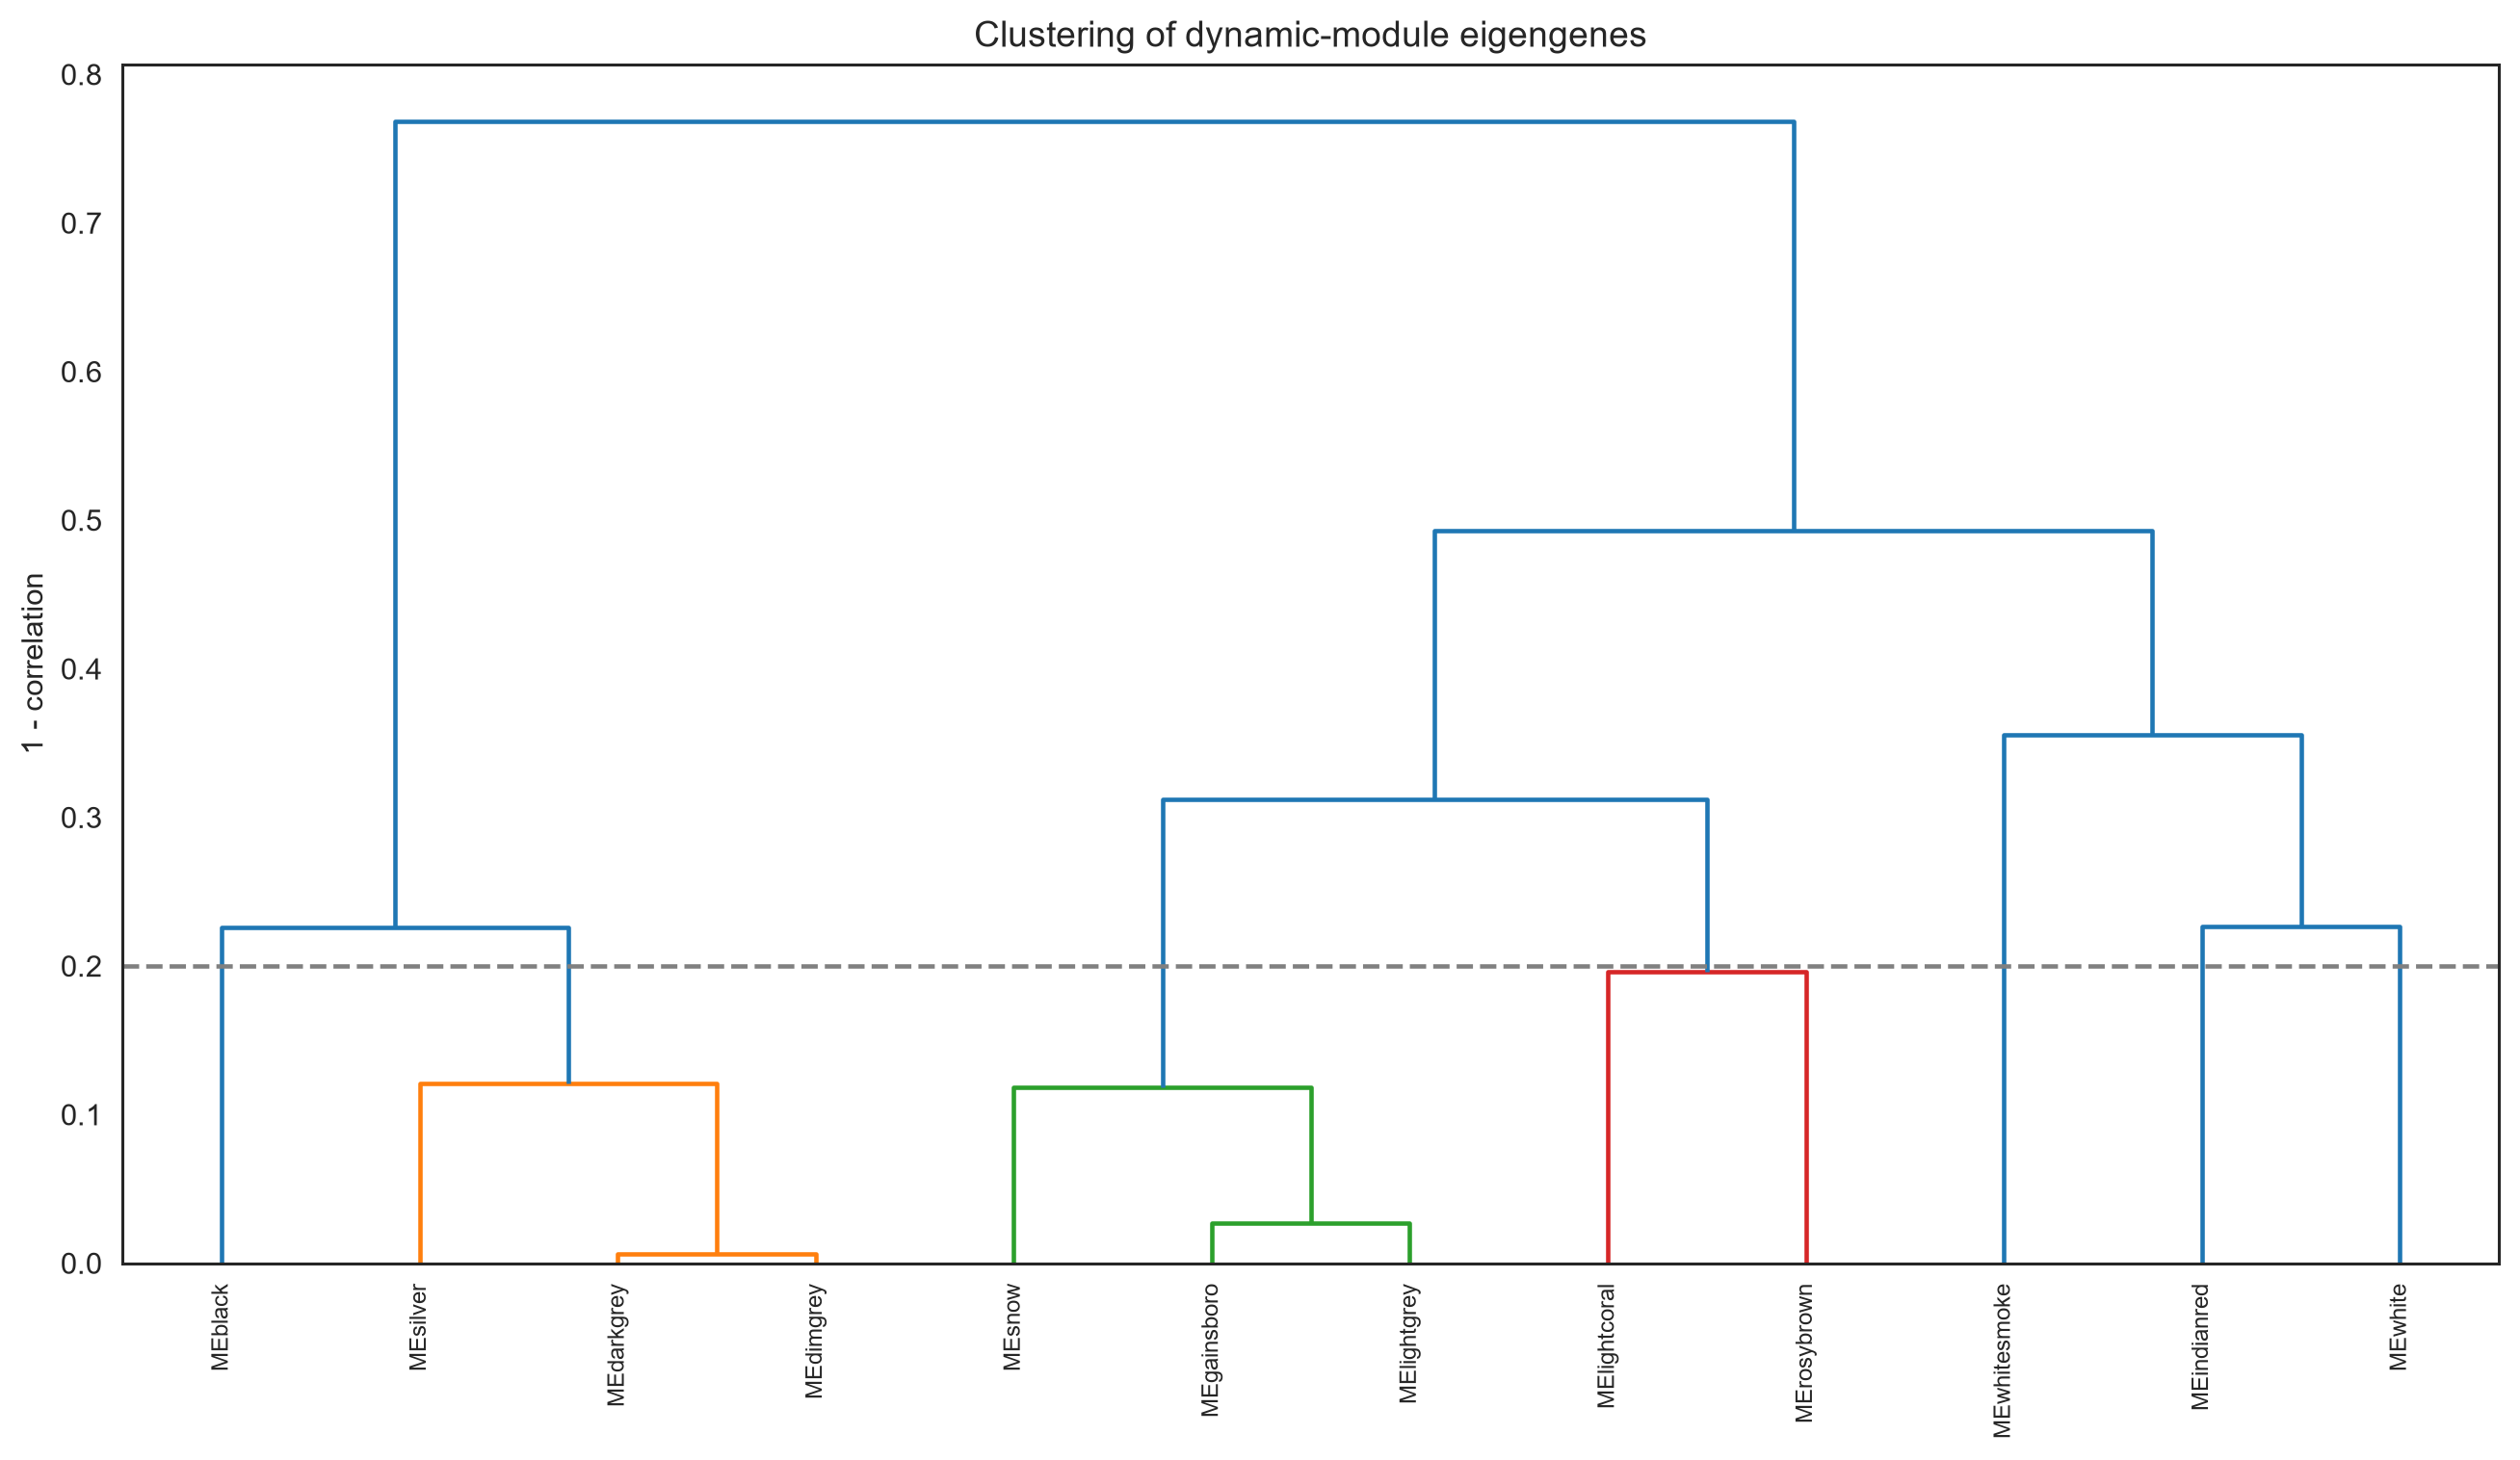 Clustering of dynamic-module eigengenes
1 - correlation
0.8
0.7
0.6
0.5
0.4
0.3
0.2
0.1
0.0
MEblack
MEsilver
MEdarkgrey
MEdimgrey
MEsnow
MEgainsboro
MElightgrey
MElightcoral
MErosybrown
MEwhitesmoke
MEindianred
MEwhite